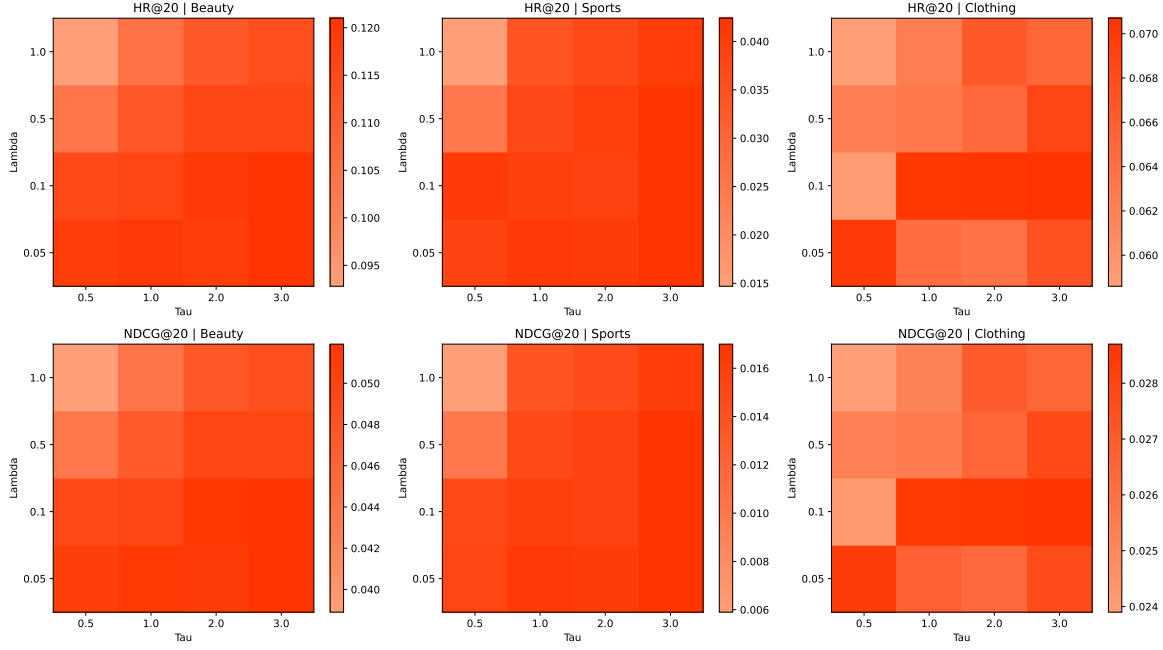 HR@20 | Beauty
Lambda
1.0
0.5
0.1
0.05
0.5 1.0 2.0 3.0
Tau
0.120
0.115
0.110
0.105
0.100
0.095
HR@20 | Sports
Lambda
1.0
0.5
0.1
0.05
0.5 1.0 2.0 3.0
Tau
0.040
0.035
0.030
0.025
0.020
0.015
HR@20 | Clothing
Lambda
1.0
0.5
0.1
0.05
0.5 1.0 2.0 3.0
Tau
0.070
0.068
0.066
0.064
0.062
0.060
NDCG@20 | Beauty
Lambda
1.0
0.5
0.1
0.05
0.5 1.0 2.0 3.0
Tau
0.050
0.048
0.046
0.044
0.042
0.040
NDCG@20 | Sports
Lambda
1.0
0.5
0.1
0.05
0.5 1.0 2.0 3.0
Tau
0.016
0.014
0.012
0.010
0.008
0.006
NDCG@20 | Clothing
Lambda
1.0
0.5
0.1
0.05
0.5 1.0 2.0 3.0
Tau
0.028
0.027
0.026
0.025
0.024